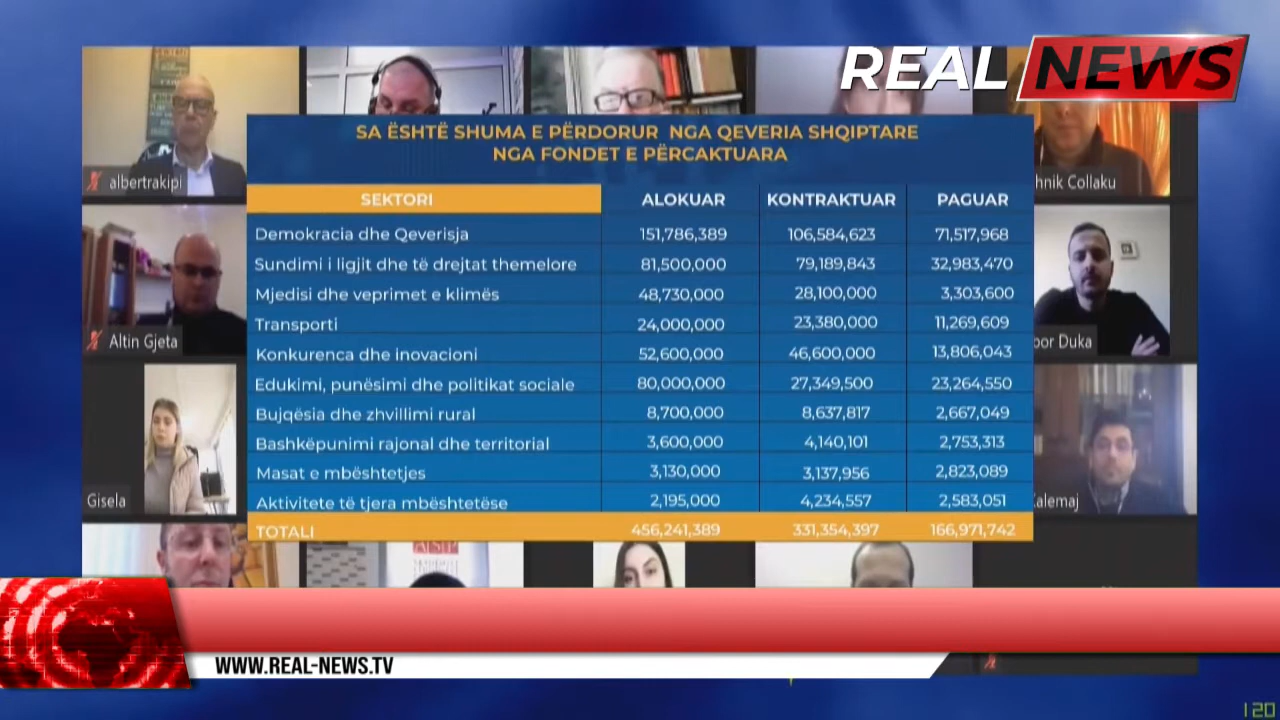 REAL NEWS
SA ËSHTË SHUMA E PËRDORUR NGA QEVERIA SHQIPTARE
NGA FONDET E PËRCAKTUARA
SEKTORI ALOKUAR KONTRAKTUAR PAGUAR
Demokracia dhe Qeverisja 151,786,389 106,584,623 71,517,968
Sundimi i ligjit dhe të drejtat themelore 81,500,000 79,189,843 32,983,470
Mjedisi dhe veprimet e klimës 48,730,000 28,100,000 3,303,600
Transporti 24,000,000 23,380,000 11,269,609
Konkurenca dhe inovacioni 52,600,000 46,600,000 13,806,043
Edukimi, punësimi dhe politikat sociale 80,000,000 27,349,500 23,264,550
Bujqësia dhe zhvillimi rural 8,700,000 8,637,817 2,667,049
Bashkëpunimi rajonal dhe territorial 3,600,000 4,140,101 2,753,313
Masat e mbështetjes 3,130,000 3,137,956 2,823,089
Aktivitete të tjera mbështetëse 2,195,000 4,234,557 2,583,051
TOTALI 456,241,389 331,354,397 166,971,742
albertrakipi
hnik Collaku
Altin Gjeta
bor Duka
Gisela
Kalemaj
WWW.REAL-NEWS.TV
120